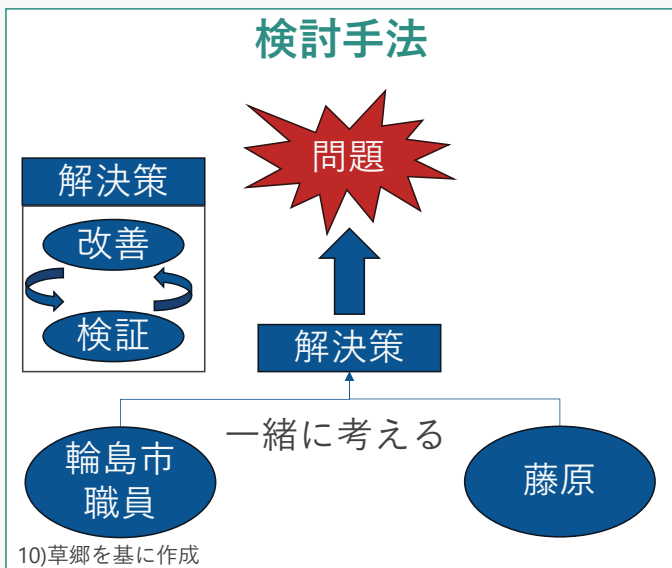 検討手法
問題
解決策
改善
検証
解決策
一緒に考える
輪島市
職員
藤原
10)草郷を基に作成